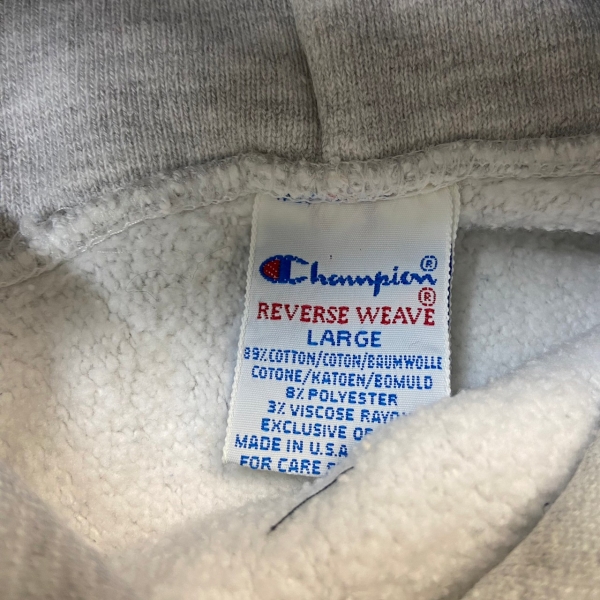 Champion®
®
REVERSE WEAVE
LARGE
89% COTTON/COTON/BAUMWOLLE
COTONE/KATOEN/BOMULD
8% POLYESTER
3% VISCOSE
EXCLUSIVE OF
MADE IN U.S.A
FOR CARE